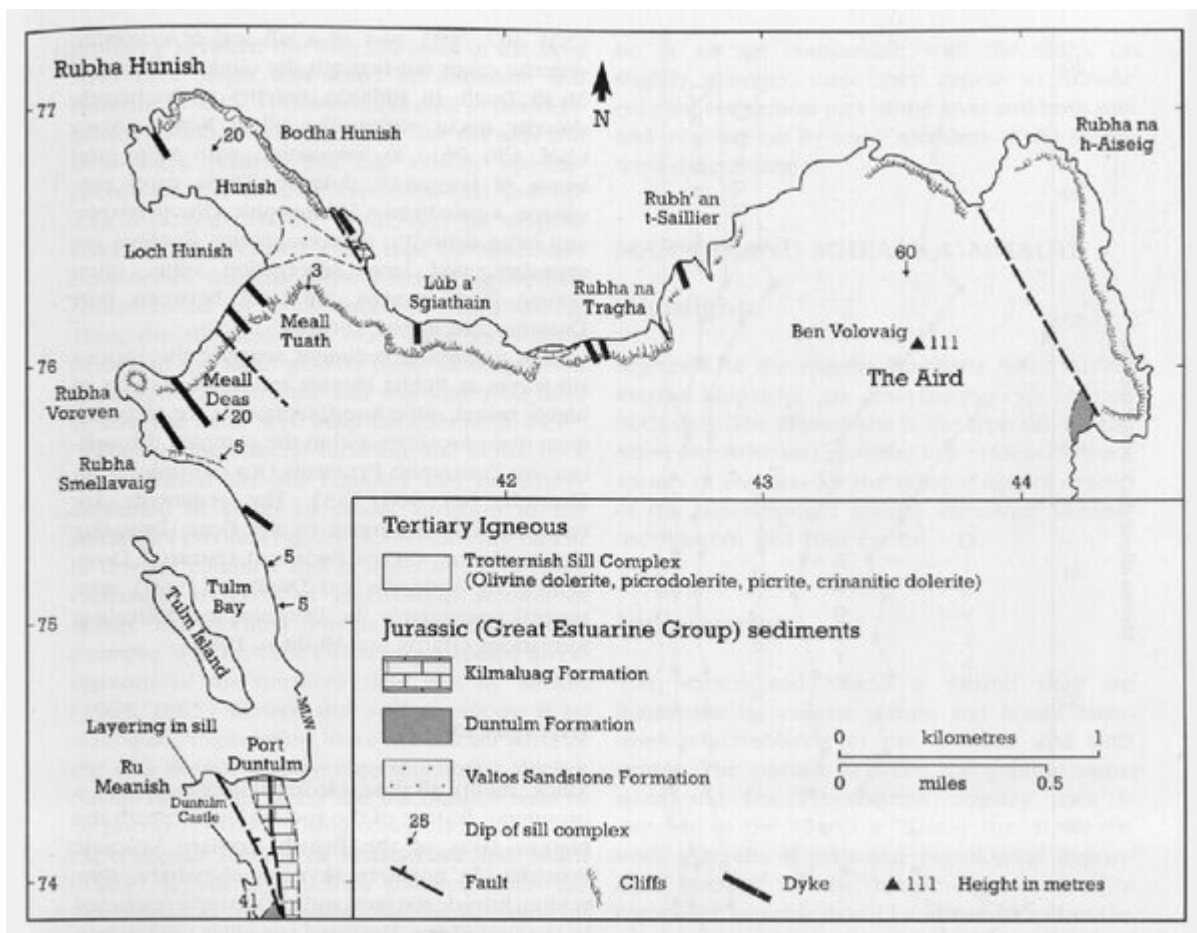 Rubha Hunish
77
20
Bodha Hunish
Hunish
Loch Hunish
3
Meall
Tuath
Lùb a'
Sgiathain
N
Rubh' an
t-Saillier
Rubha na
Tragha
Rubha na
h-Aiseig
60
Ben Volovaig
111
The Aird
76
Rubha
Voreven
Meall
Deas
20
5
Rubha
Smellavaig
42
43
44
5
Tulm
Bay
5
Tulm Island
75
MLW
Layering in sill
Port
Duntulm
Ru
Meanish
Duntulm
Castle
74
41
Tertiary Igneous
Trotternish Sill Complex
(Olivine dolerite, picrodolerite, picrite, crinanitic dolerite)
Jurassic (Great Estuarine Group) sediments
Kilmaluag Formation
Duntulm Formation
Valtos Sandstone Formation
25
Dip of sill complex
Fault
Cliffs
Dyke
111
Height in metres
0 kilometres 1
0 miles 0.5